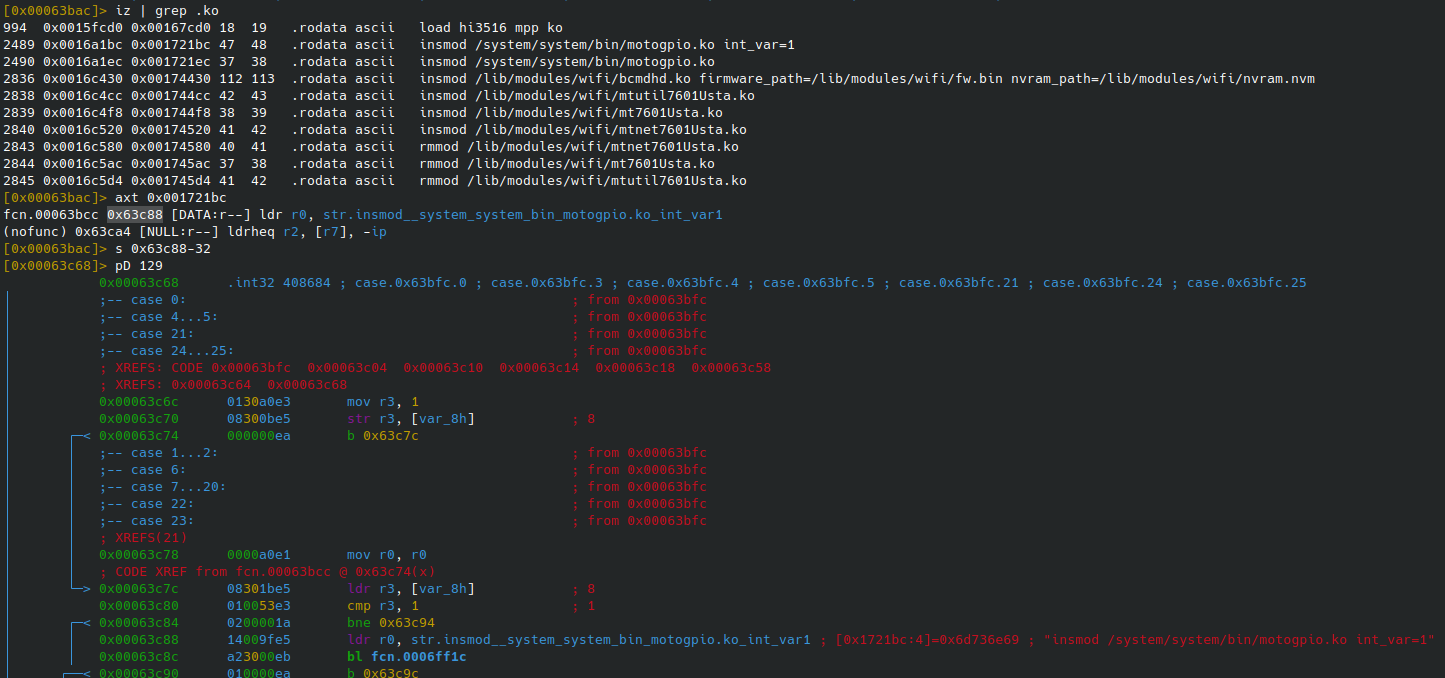 [0x00063bac]> iz | grep .ko
994  0x0015fcd0 0x00167cd0 18  19   .rodata ascii   load hi3516 mpp ko
2489 0x0016a1bc 0x001721bc 47  48   .rodata ascii   insmod /system/system/bin/motogpio.ko int_var=1
2490 0x0016a1ec 0x001721ec 37  38   .rodata ascii   insmod /system/system/bin/motogpio.ko
2836 0x0016c430 0x00174430 112 113  .rodata ascii   insmod /lib/modules/wifi/bcmdhd.ko firmware_path=/lib/modules/wifi/fw.bin nvram_path=/lib/modules/wifi/nvram.nvm
2838 0x0016c4cc 0x001744cc 42  43   .rodata ascii   insmod /lib/modules/wifi/mtutil7601Usta.ko
2839 0x0016c4f8 0x001744f8 38  39   .rodata ascii   insmod /lib/modules/wifi/mt7601Usta.ko
2840 0x0016c520 0x00174520 41  42   .rodata ascii   insmod /lib/modules/wifi/mtnet7601Usta.ko
2843 0x0016c580 0x00174580 40  41   .rodata ascii   rmmod /lib/modules/wifi/mtnet7601Usta.ko
2844 0x0016c5ac 0x001745ac 37  38   .rodata ascii   rmmod /lib/modules/wifi/mt7601Usta.ko
2845 0x0016c5d4 0x001745d4 41  42   .rodata ascii   rmmod /lib/modules/wifi/mtutil7601Usta.ko
[0x00063bac]> axt 0x001721bc
fcn.00063bcc 0x63c88 [DATA:r--] ldr r0, str.insmod__system_system_bin_motogpio.ko_int_var1
(nofunc) 0x63ca4 [NULL:r--] ldrheq r2, [r7], -ip
[0x00063bac]> s 0x63c88-32
[0x00063c68]> pD 129
0x00063c68      .int32 408684 ; case.0x63bfc.0 ; case.0x63bfc.3 ; case.0x63bfc.4 ; case.0x63bfc.5 ; case.0x63bfc.21 ; case.0x63bfc.24 ; case.0x63bfc.25
;-- case 0:                                                ; from 0x00063bfc
;-- case 4...5:                                            ; from 0x00063bfc
;-- case 21:                                               ; from 0x00063bfc
;-- case 24...25:                                          ; from 0x00063bfc
; XREFS: CODE 0x00063bfc  0x00063c04  0x00063c10  0x00063c14  0x00063c18  0x00063c58
; XREFS: 0x00063c64  0x00063c68
0x00063c6c      0130a0e3       mov r3, 1
0x00063c70      08300be5       str r3, [var_8h]            ; 8
0x00063c74      000000ea       b 0x63c7c
;-- case 1...2:                                            ; from 0x00063bfc
;-- case 6:                                                ; from 0x00063bfc
;-- case 7...20:                                           ; from 0x00063bfc
;-- case 22:                                               ; from 0x00063bfc
;-- case 23:                                               ; from 0x00063bfc
; XREFS(21)
0x00063c78      0000a0e1       mov r0, r0
; CODE XREF from fcn.00063bcc @ 0x63c74(x)
0x00063c7c      08301be5       ldr r3, [var_8h]            ; 8
0x00063c80      010053e3       cmp r3, 1                   ; 1
0x00063c84      0200001a       bne 0x63c94
0x00063c88      14009fe5       ldr r0, str.insmod__system_system_bin_motogpio.ko_int_var1 ; [0x1721bc:4]=0x6d736e69 ; "insmod /system/system/bin/motogpio.ko int_var=1"
0x00063c8c      a23000eb       bl fcn.0006ff1c
0x00063c90      010000ea       b 0x63c9c